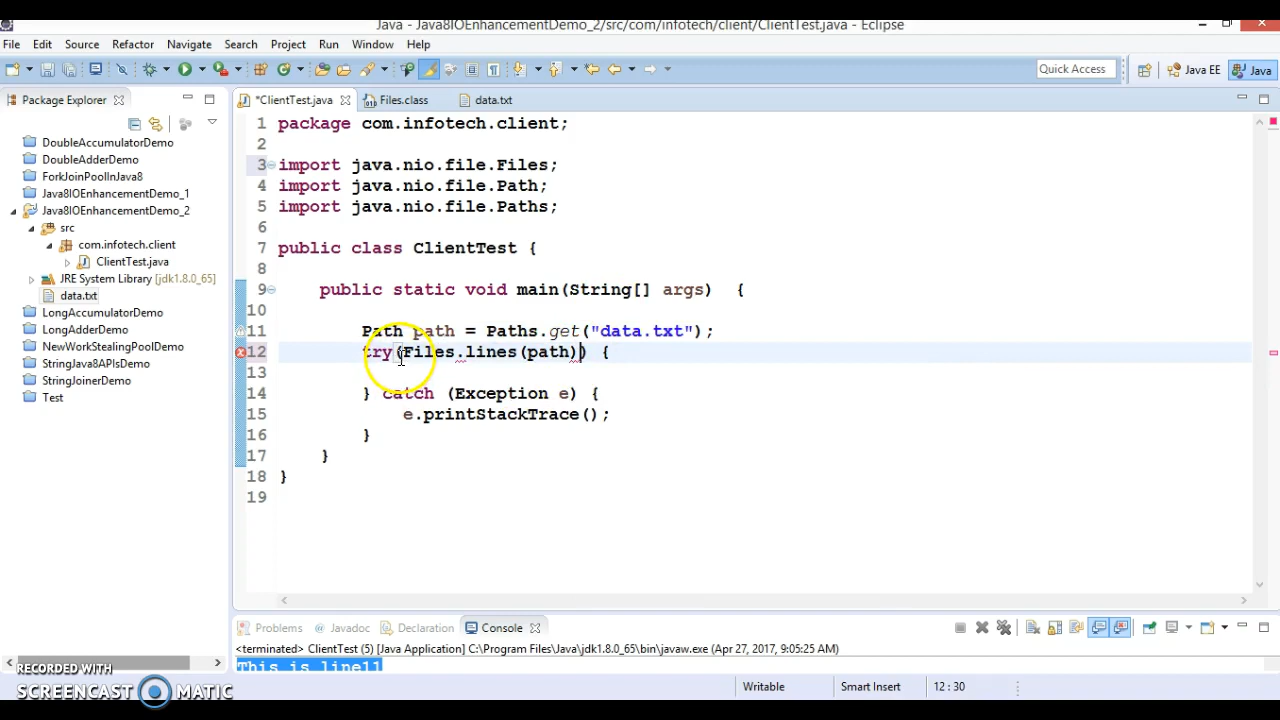 Java - Java8IOEnhancementDemo_2/src/com/infotech/client/ClientTest.java - Eclipse
File Edit Source Refactor Navigate Search Project Run Window Help
Quick Access
Java EE
Java
Package Explorer
*ClientTest.java
Files.class
data.txt
DoubleAccumulatorDemo
DoubleAdderDemo
ForkJoinPoolInJava8
Java8IOEnhancementDemo_1
Java8IOEnhancementDemo_2
src
com.infotech.client
ClientTest.java
JRE System Library [jdk1.8.0_65]
data.txt
LongAccumulatorDemo
LongAdderDemo
NewWorkStealingPoolDemo
StringJava8APIsDemo
StringJoinerDemo
Test
1 package com.infotech.client;
2
3 import java.nio.file.Files;
4 import java.nio.file.Path;
5 import java.nio.file.Paths;
6
7 public class ClientTest {
8
9 public static void main(String[] args) {
10
11 Path path = Paths.get("data.txt");
12 try(Files.lines(path)) {
13
14 } catch (Exception e) {
15 e.printStackTrace();
16 }
17 }
18 }
19
Problems
Javadoc
Declaration
Console
<terminated> ClientTest (5) [Java Application] C:\Program Files\Java\jdk1.8.0_65\bin\javaw.exe (Apr 27, 2017, 9:05:25 AM)
This is line11
Writable
Smart Insert
12 : 30
RECORDED WITH
SCREENCAST MATIC